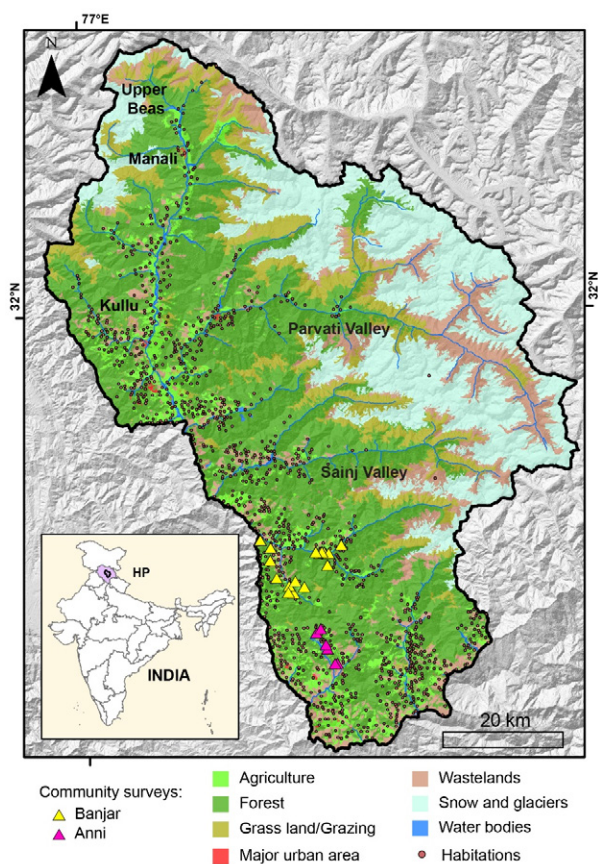 77°E
N
Upper
Beas
Manali
32°N
32°N
Kullu
Parvati Valley
Sainj Valley
HP
INDIA
20 km
Community surveys:
Banjar
Anni
Agriculture
Forest
Grass land/Grazing
Major urban area
Wastelands
Snow and glaciers
Water bodies
Habitations